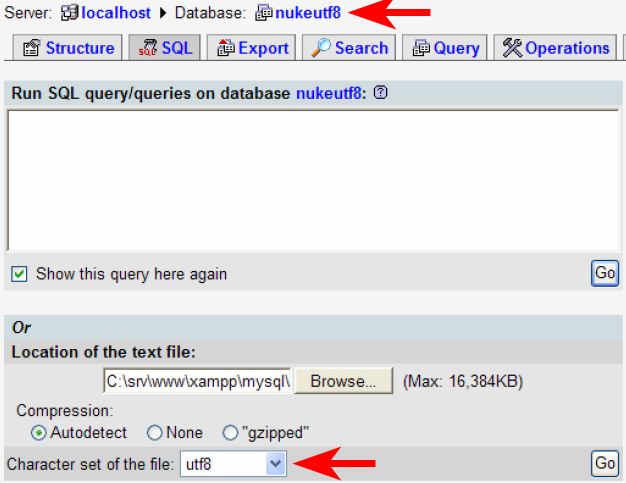 Server: localhost ▸ Database: nukeutf8
Structure SQL Export Search Query Operations
Run SQL query/queries on database nukeutf8:
Show this query here again Go
Or
Location of the text file:
C:\srv\www\xampp\mysql\ Browse... (Max: 16,384KB)
Compression:
Autodetect None "gzipped"
Character set of the file: utf8 Go